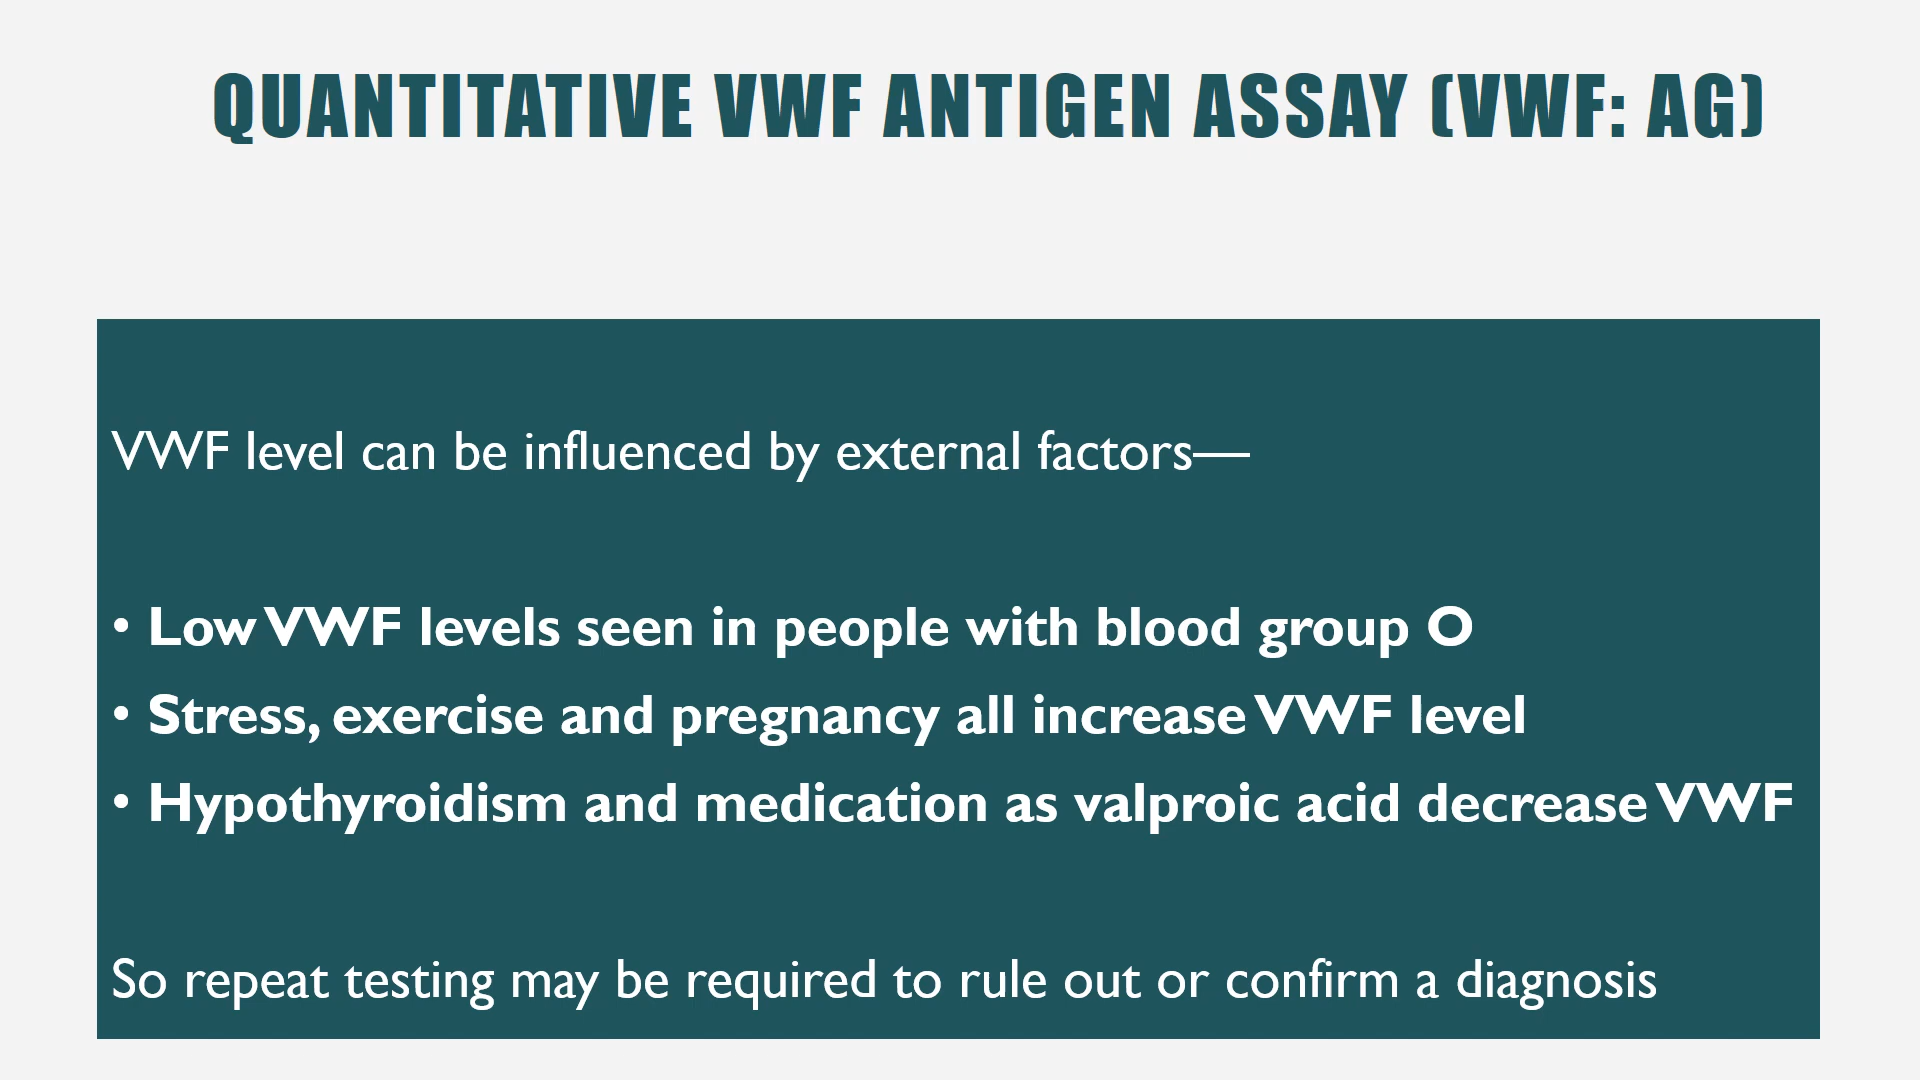 QUANTITATIVE VWF ANTIGEN ASSAY (VWF: AG)
VWF level can be influenced by external factors—
• Low VWF levels seen in people with blood group O
• Stress, exercise and pregnancy all increase VWF level
• Hypothyroidism and medication as valproic acid decrease VWF
So repeat testing may be required to rule out or confirm a diagnosis